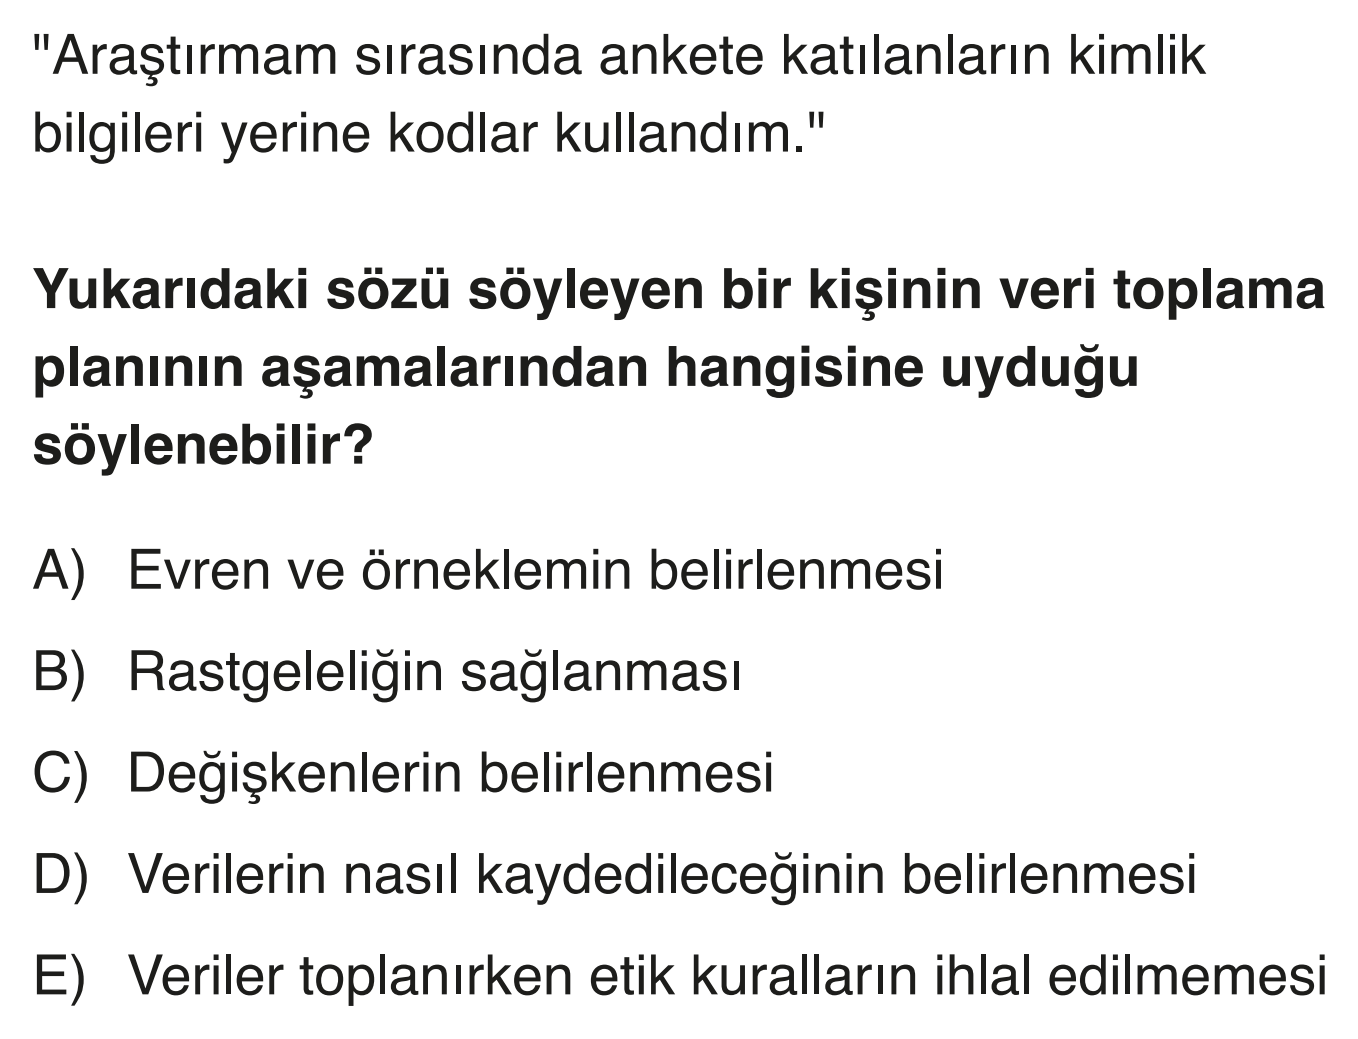 "Araştırmam sırasında ankete katılanların kimlik
bilgileri yerine kodlar kullandım."
Yukarıdaki sözü söyleyen bir kişinin veri toplama
planının aşamalarından hangisine uyduğu
söylenebilir?
A) Evren ve örneklemin belirlenmesi
B) Rastgeleliğin sağlanması
C) Değişkenlerin belirlenmesi
D) Verilerin nasıl kaydedileceğinin belirlenmesi
E) Veriler toplanırken etik kuralların ihlal edilmemesi